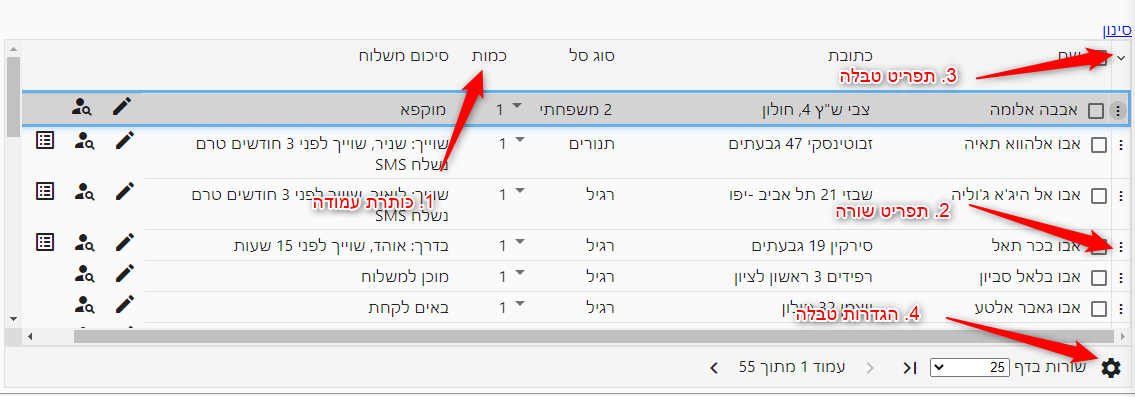 סינון
שם כתובת סוג סל כמות סיכום משלוח
3. תפריט טבלה
אבבה אלומה צבי ש"ץ 4, חולון 2 משפחתי 1 מוקפא
אבו אלהווא תאיה זבוטינסקי 47 גבעתים תנורים 1 שוייך: שניר, שוייך לפני 3 חודשים טרם
נשלח SMS
אבו אל היג'א ג'וליה שבזי 21 תל אביב -יפו רגיל 1 שוייך: ליאור, שוייך לפני 3 חודשים טרם
נשלח SMS
1. כותרת עמודה
2. תפריט שורה
אבו בכר תאל סירקין 19 גבעתים רגיל 1 בדרך: אוהד, שוייך לפני 15 שעות
אבו בלאל סביון רפידים 3 ראשון לציון רגיל 1 מוכן למשלוח
אבו גאבר אלטע 32 חולון רגיל 1 באים לקחת
4. הגדרות טבלה
שורות בדף 25 עמוד 1 מתוך 55